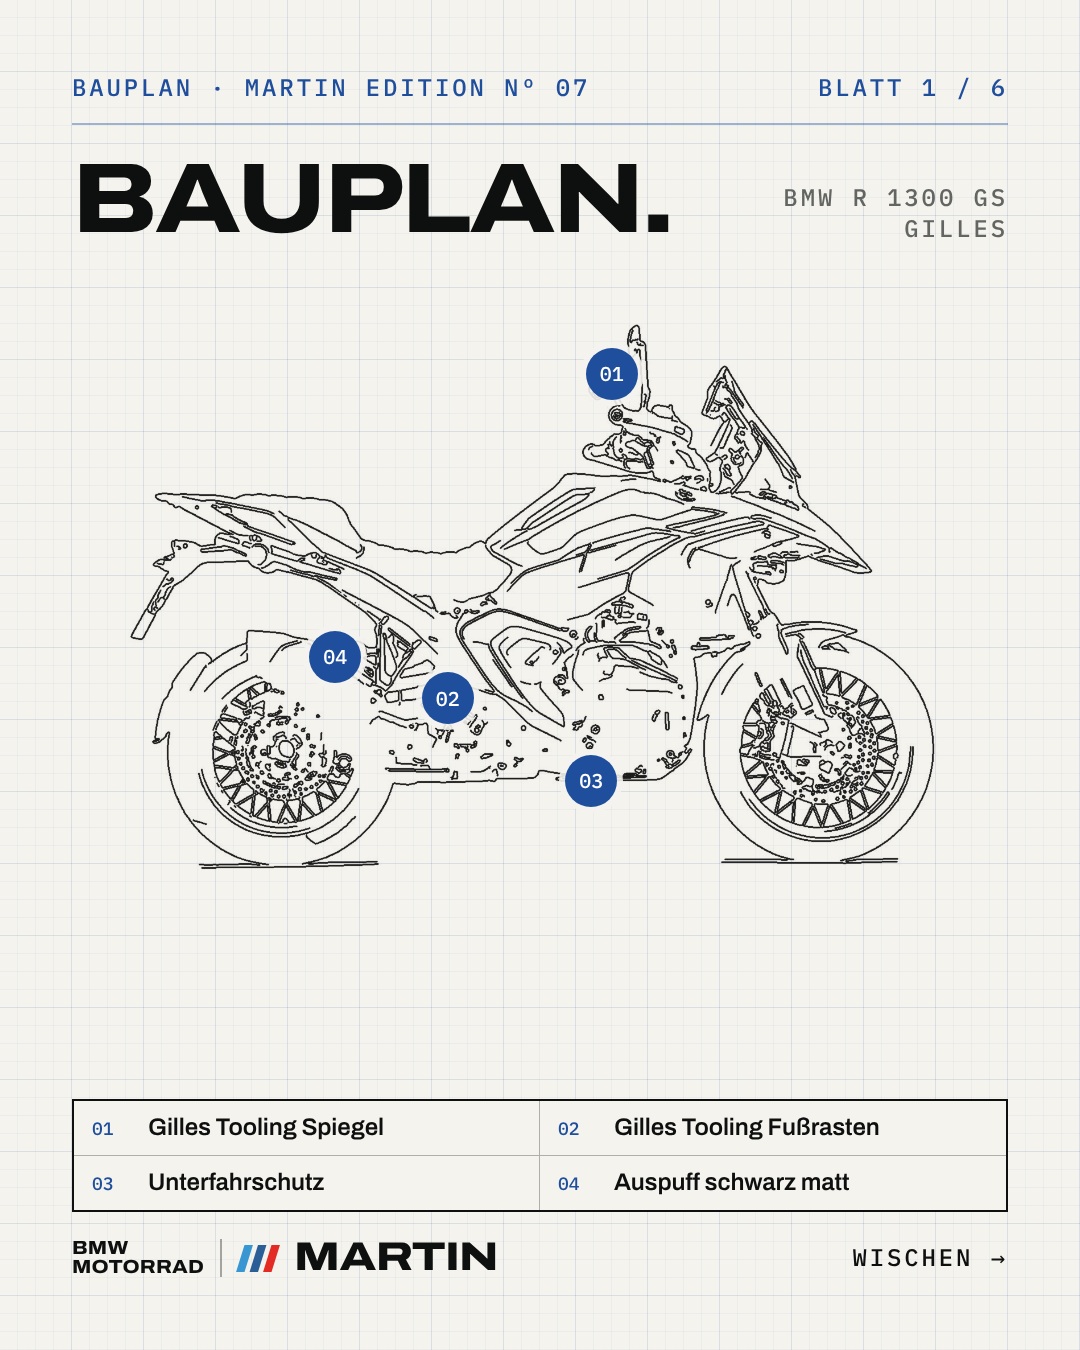 BAUPLAN · MARTIN EDITION Nº 07
BLATT 1 / 6
BAUPLAN.
BMW R 1300 GS
GILLES
01
04
02
03
01 Gilles Tooling Spiegel
02 Gilles Tooling Fußrasten
03 Unterfahrschutz
04 Auspuff schwarz matt
BMW
MOTORRAD
MARTIN
WISCHEN →